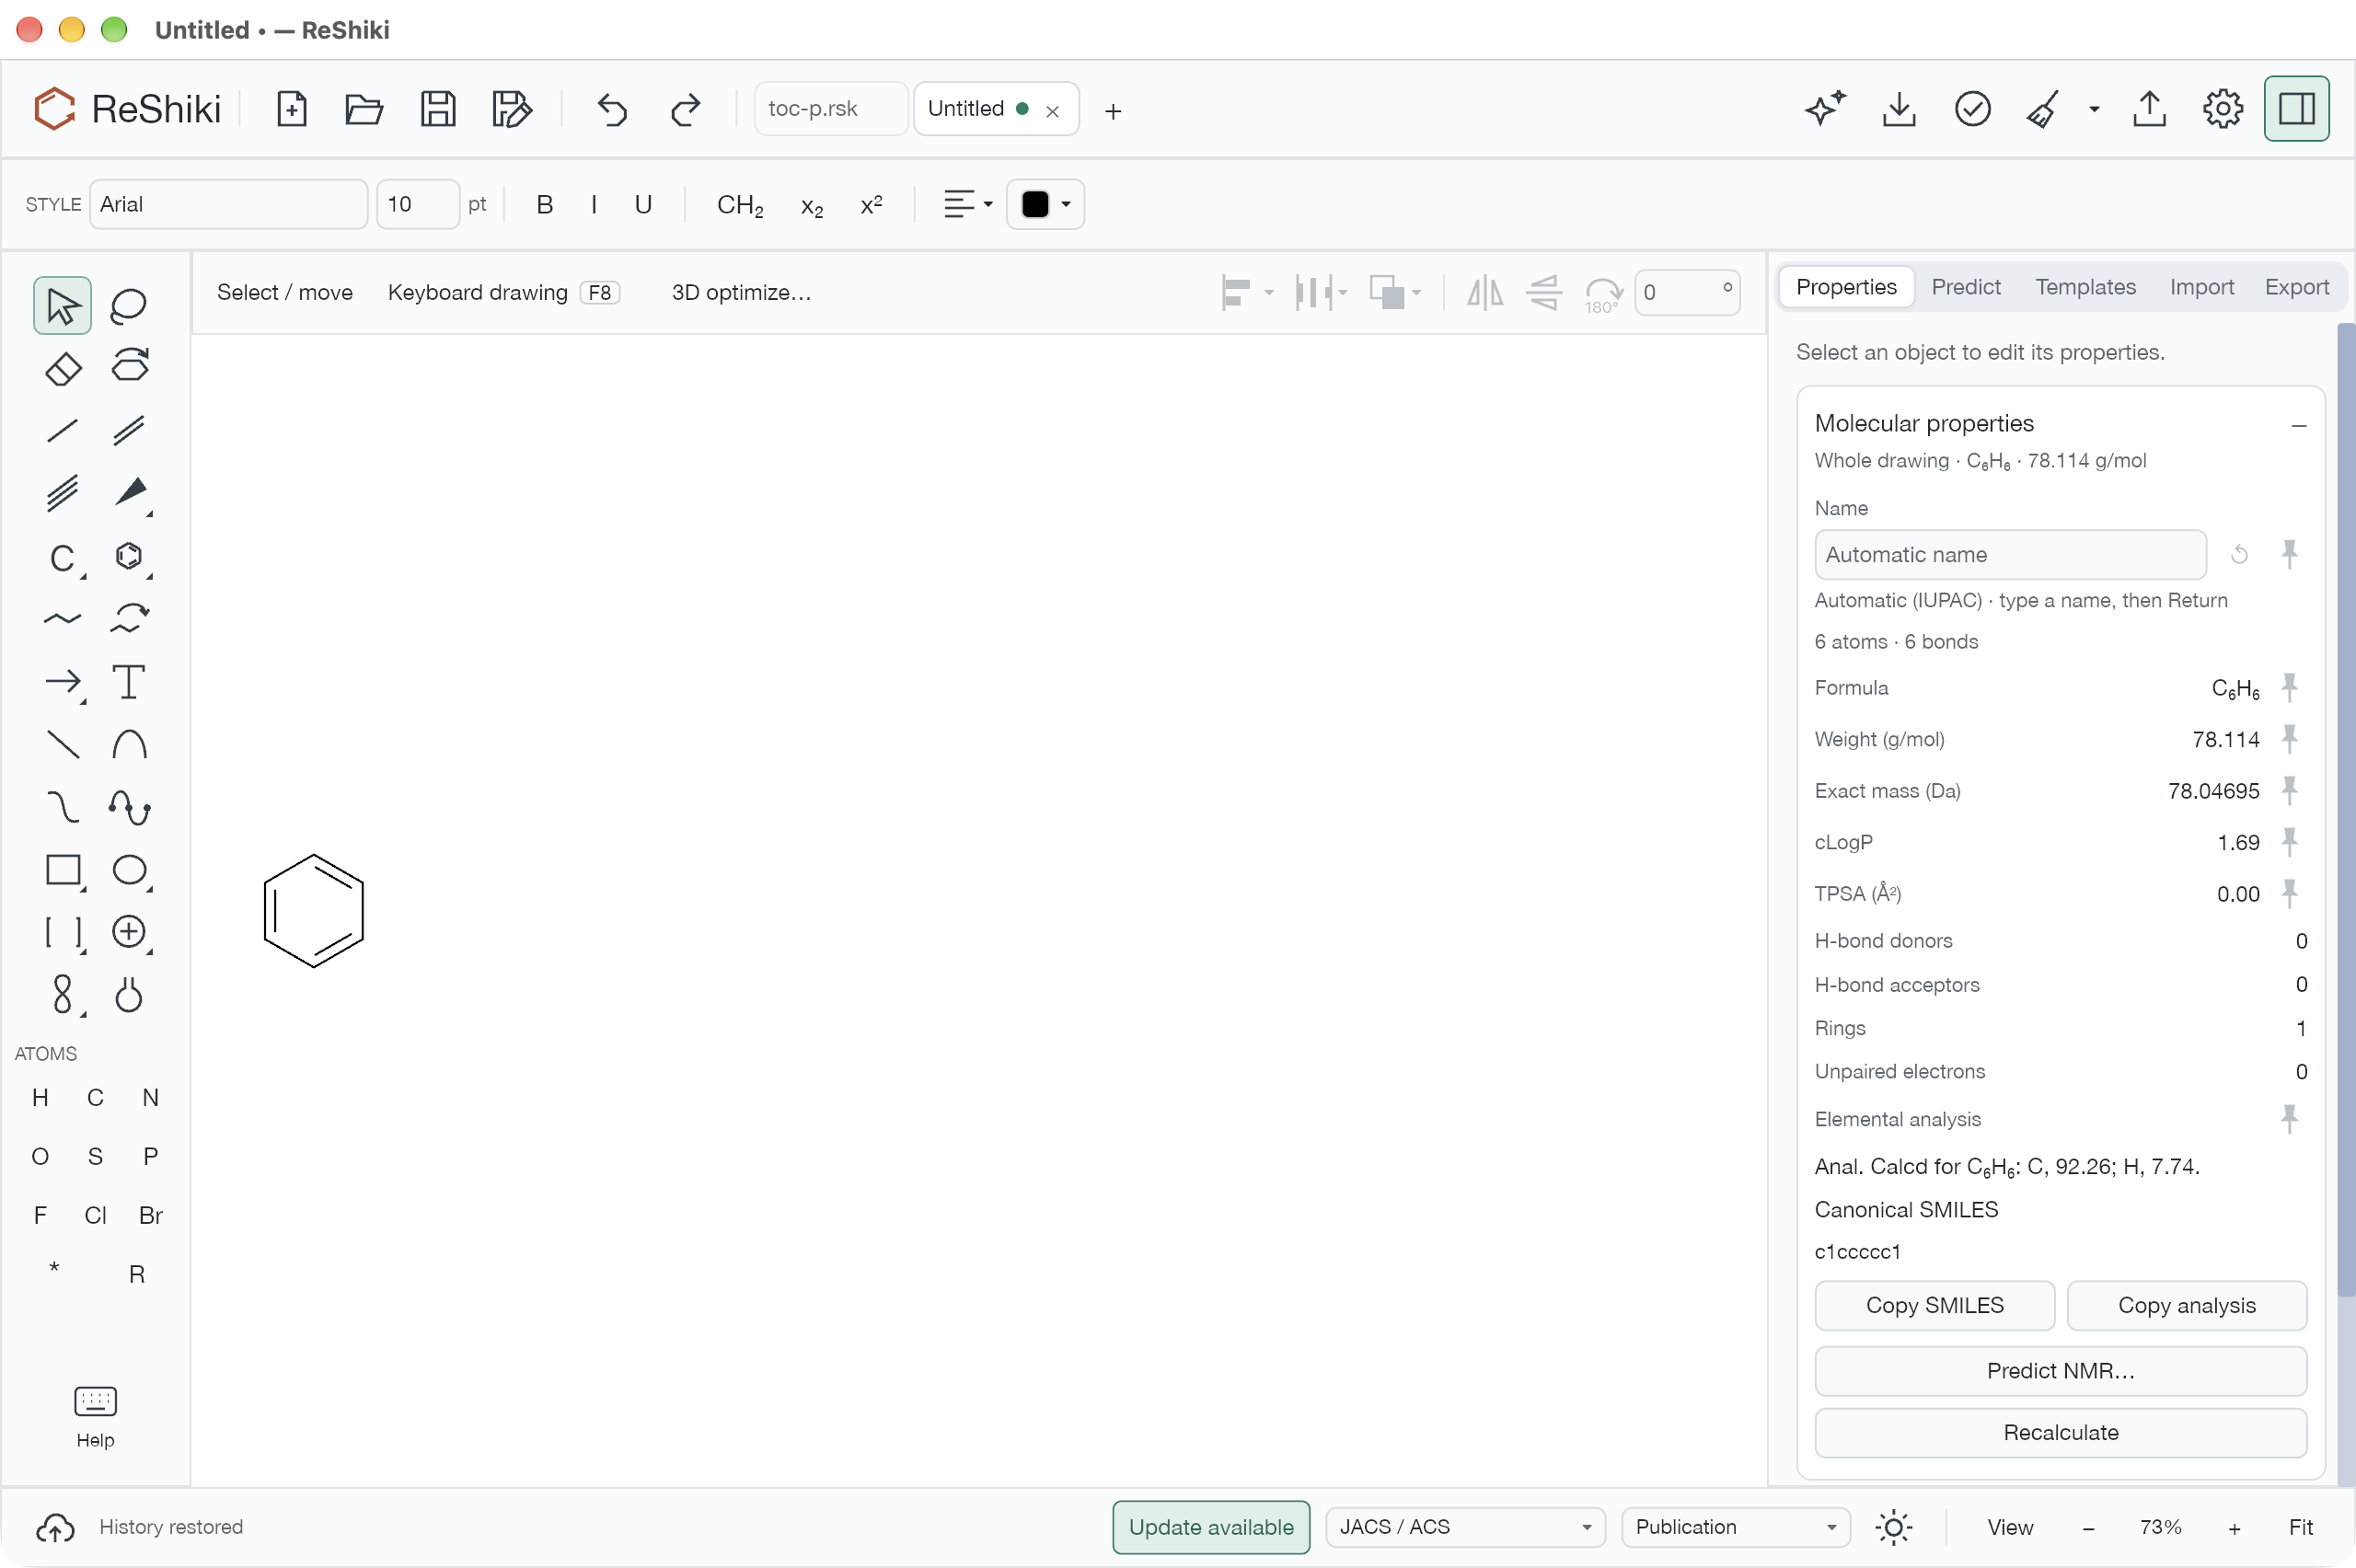 Untitled • — ReShiki
ReShiki
toc-p.rsk
Untitled
STYLE Arial 10 pt B I U CH₂ x₂ x²
Select / move Keyboard drawing F8 3D optimize...
180° 0 °
Properties Predict Templates Import Export
Select an object to edit its properties.
Molecular properties
Whole drawing · C₆H₆ · 78.114 g/mol
Name
Automatic name
Automatic (IUPAC) · type a name, then Return
6 atoms · 6 bonds
Formula C₆H₆
Weight (g/mol) 78.114
Exact mass (Da) 78.04695
cLogP 1.69
TPSA (Å²) 0.00
H-bond donors 0
H-bond acceptors 0
Rings 1
Unpaired electrons 0
Elemental analysis
Anal. Calcd for C₆H₆: C, 92.26; H, 7.74.
Canonical SMILES
c1ccccc1
Copy SMILES Copy analysis
Predict NMR...
Recalculate
C
T
ATOMS
H C N
O S P
F Cl Br
* R
Help
History restored
Update available JACS / ACS Publication View − 73% + Fit